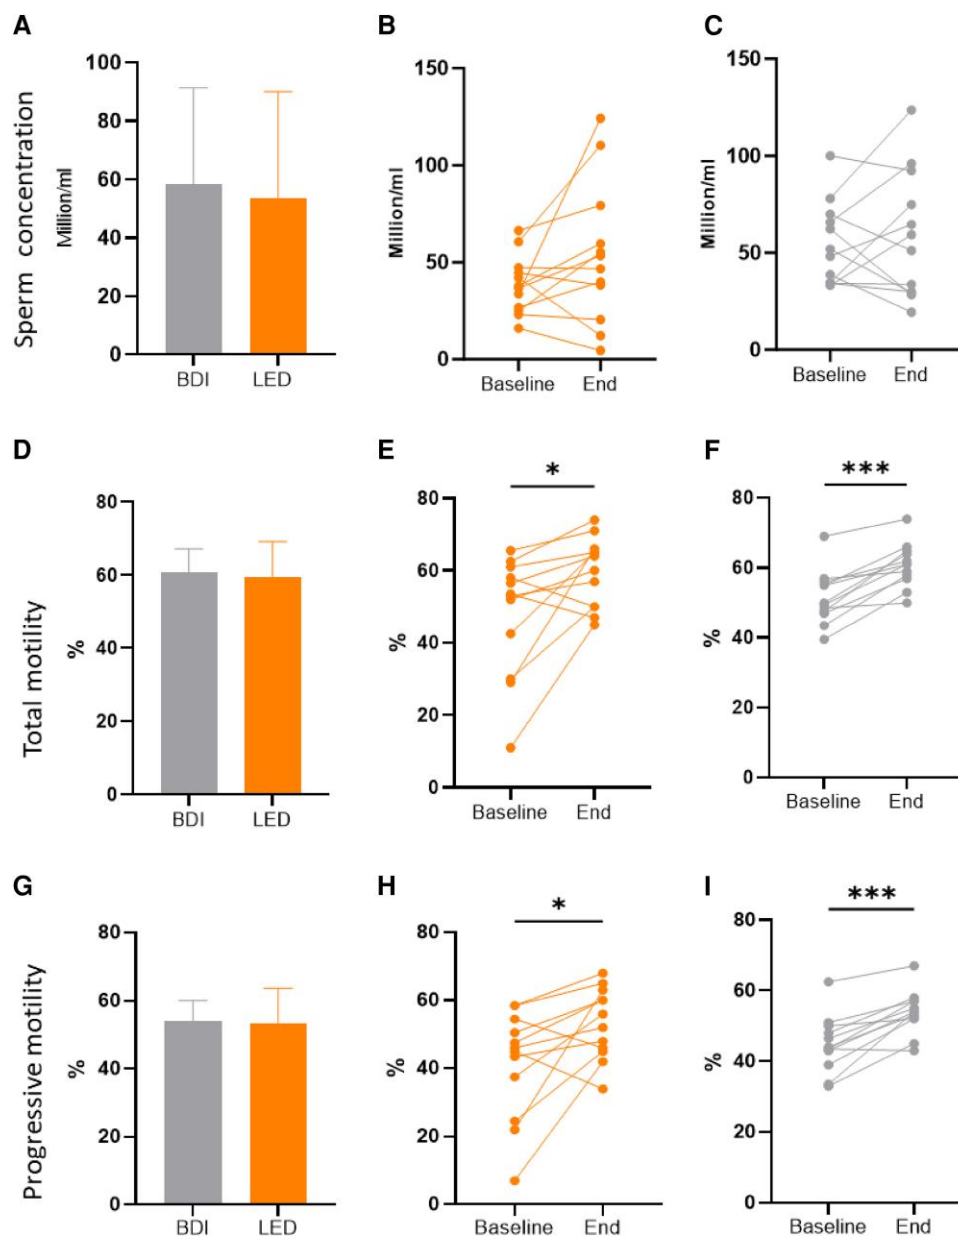 A
B
C
Sperm concentration
Million/ml
100
80
60
40
20
0
BDI
LED
Million/ml
150
100
50
0
Baseline
End
Million/ml
150
100
50
0
Baseline
End
D
E
F
Total motility
%
80
60
40
20
0
BDI
LED
*
%
80
60
40
20
0
Baseline
End
***
%
80
60
40
20
0
Baseline
End
G
H
I
Progressive motility
%
80
60
40
20
0
BDI
LED
*
%
80
60
40
20
0
Baseline
End
***
%
80
60
40
20
0
Baseline
End